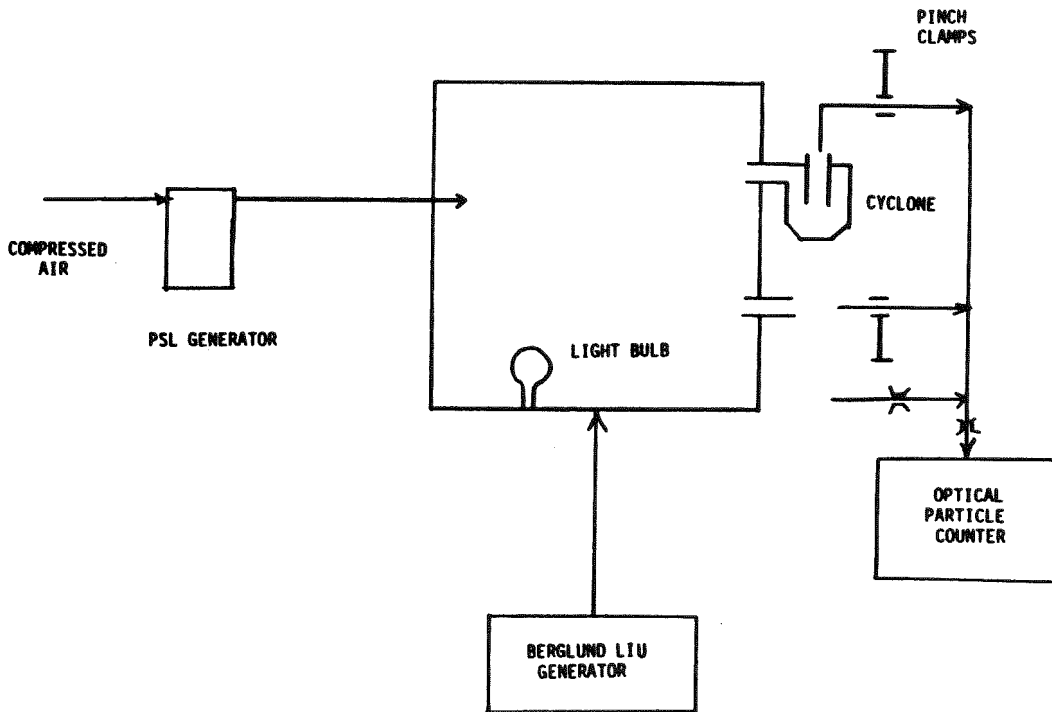 PINCH
CLAMPS
CYCLONE
COMPRESSED
AIR
PSL GENERATOR
LIGHT BULB
OPTICAL
PARTICLE
COUNTER
BERGLUND LIU
GENERATOR